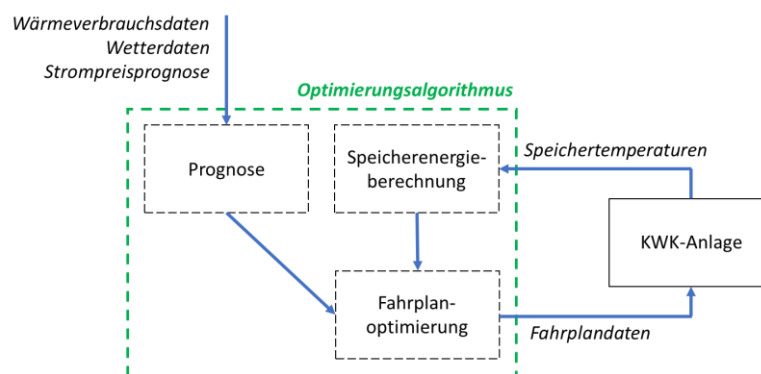 Wärmeverbrauchsdaten
Wetterdaten
Strompreisprognose
Optimierungsalgorithmus
Prognose
Speicherenergie-
berechnung
Speichertemperaturen
KWK-Anlage
Fahrplan-
optimierung
Fahrplandaten